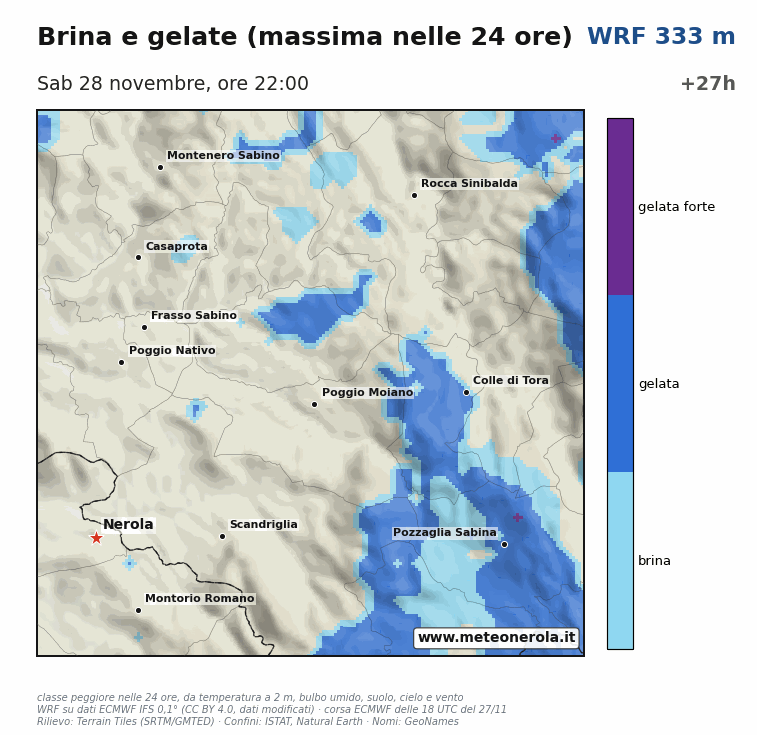 Brina e gelate (massima nelle 24 ore) WRF 333 m
Sab 28 novembre, ore 22:00 +27h
Montenero Sabino
Rocca Sinibalda
gelata forte
Casaprota
Frasso Sabino
Poggio Nativo
Colle di Tora
gelata
Poggio Moiano
Nerola
Scandriglia
Pozzaglia Sabina
brina
Montorio Romano
www.meteonerola.it
classe peggiore nelle 24 ore, da temperatura a 2 m, bulbo umido, suolo, cielo e vento
WRF su dati ECMWF IFS 0,1° (CC BY 4.0, dati modificati) · corsa ECMWF delle 18 UTC del 27/11
Rilievo: Terrain Tiles (SRTM/GMTED) · Confini: ISTAT, Natural Earth · Nomi: GeoNames